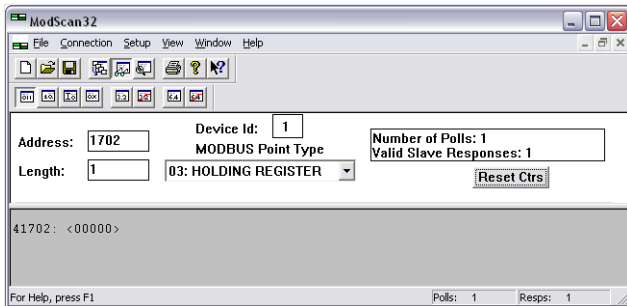 ModScan32
File Connection Setup View Window Help
Address: 1702
Device Id: 1
MODBUS Point Type
Length: 1
03: HOLDING REGISTER
Number of Polls: 1
Valid Slave Responses: 1
Reset Ctrs
41702: <00000>
For Help, press F1
Polls: 1
Resps: 1